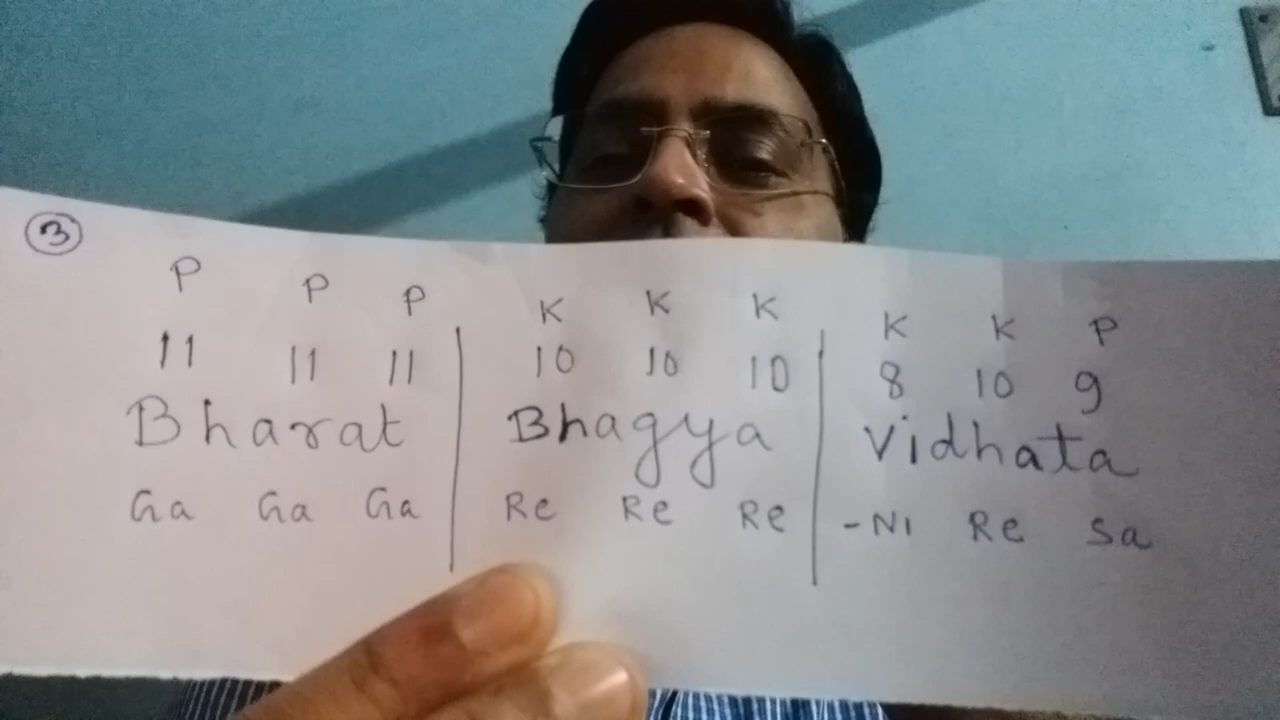 3
P P P | K K K | K K P
11 11 11 | 10 10 10 | 8 10 9
Bharat | Bhagya | Vidhata
Ga Ga Ga | Re Re Re | -Ni Re Sa